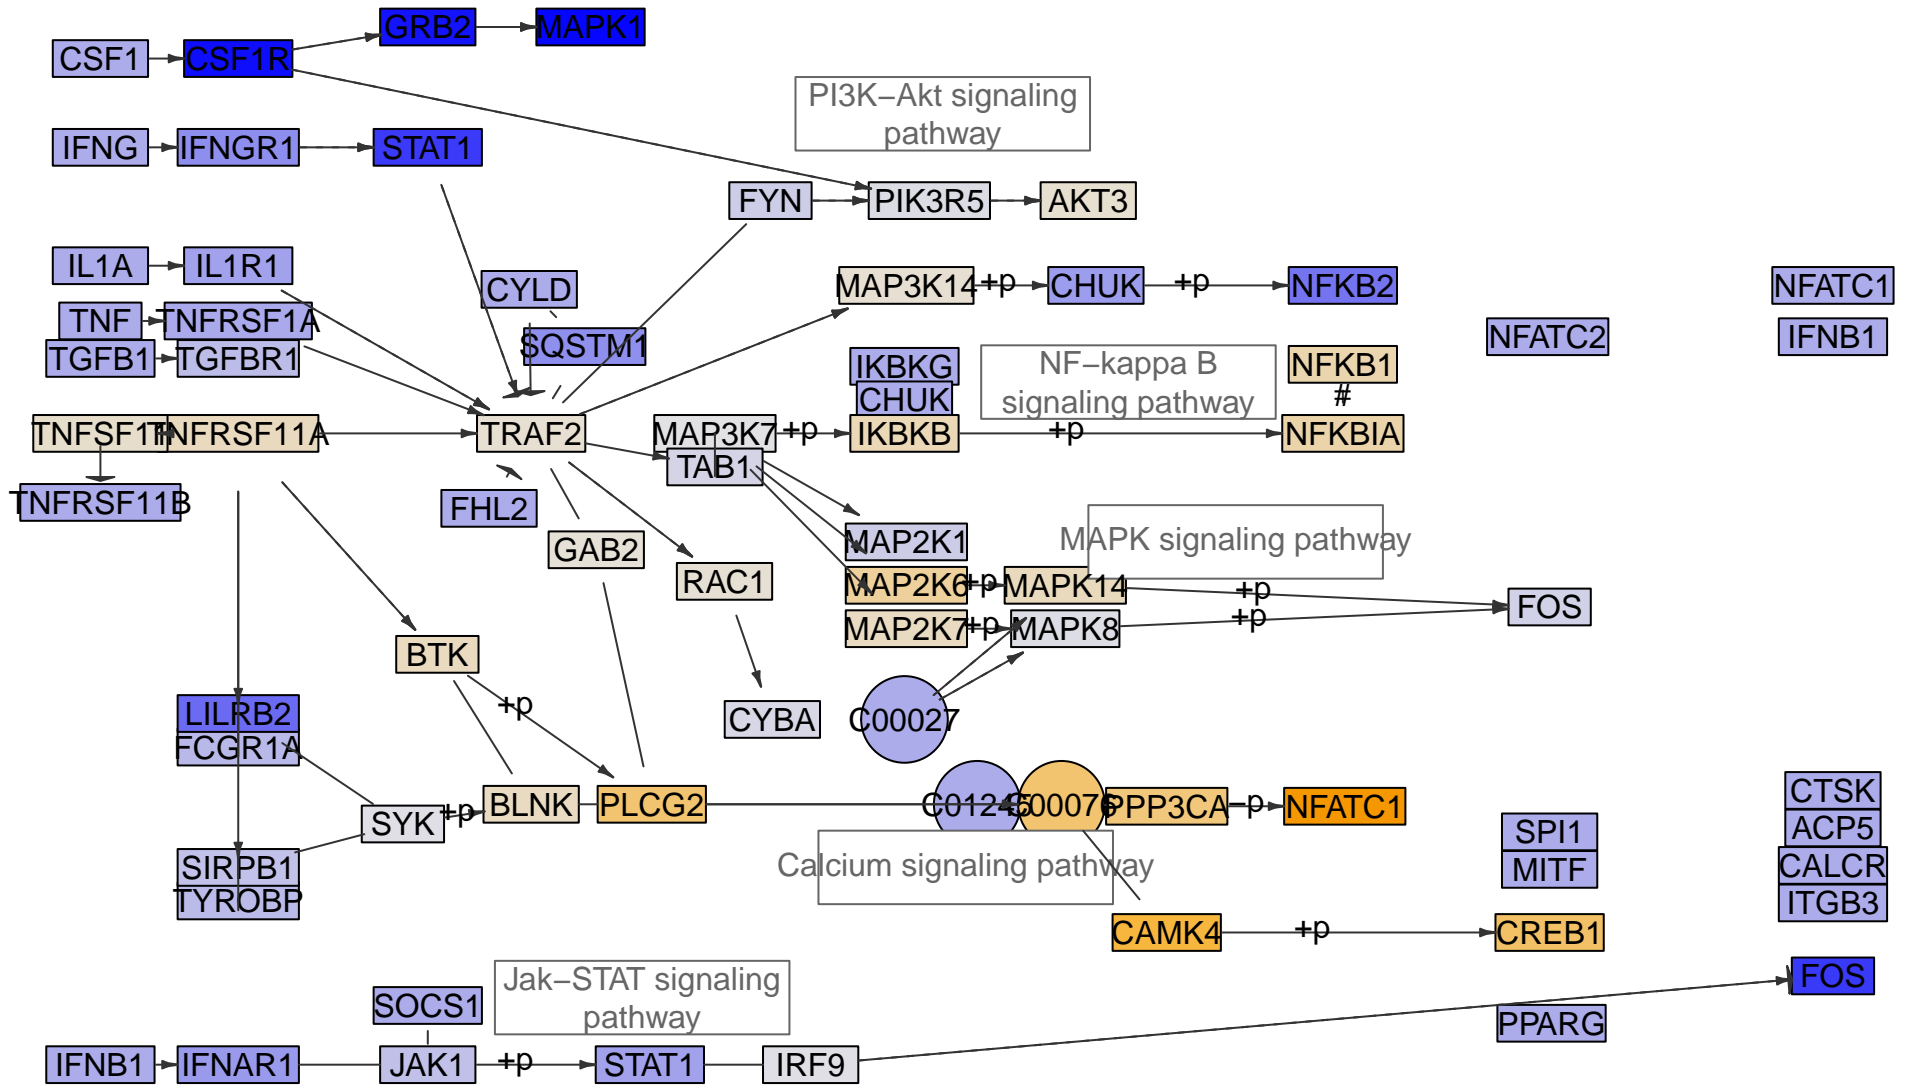 GRB2
MAPK1
CSF1
CSF1R
PI3K−Akt signaling
pathway
IFNG
IFNGR1
STAT1
FYN
PIK3R5
AKT3
IL1A
IL1R1
CYLD
MAP3K14
+p
CHUK
+p
NFKB2
NFATC1
TNF
TNFRSF1A
SQSTM1
NFATC2
IFNB1
TGFB1
TGFBR1
IKBKG
NF−kappa B
signaling pathway
NFKB1
CHUK
#
TNFSF11
TNFRSF11A
TRAF2
MAP3K7
+p
IKBKB
+p
NFKBIA
TAB1
TNFRSF11B
FHL2
GAB2
MAP2K1
MAPK signaling pathway
RAC1
MAP2K6
+p
MAPK14
+p
FOS
MAP2K7
+p
MAPK8
+p
BTK
+p
LILRB2
CYBA
C00027
FCGR1A
SYK
+p
BLNK
PLCG2
C01245
C00076
PPP3CA
−p
NFATC1
CTSK
SPI1
ACP5
SIRPB1
Calcium signaling pathway
MITF
CALCR
TYROBP
ITGB3
CAMK4
+p
CREB1
Jak−STAT signaling
pathway
FOS
SOCS1
PPARG
IFNB1
IFNAR1
JAK1
+p
STAT1
IRF9